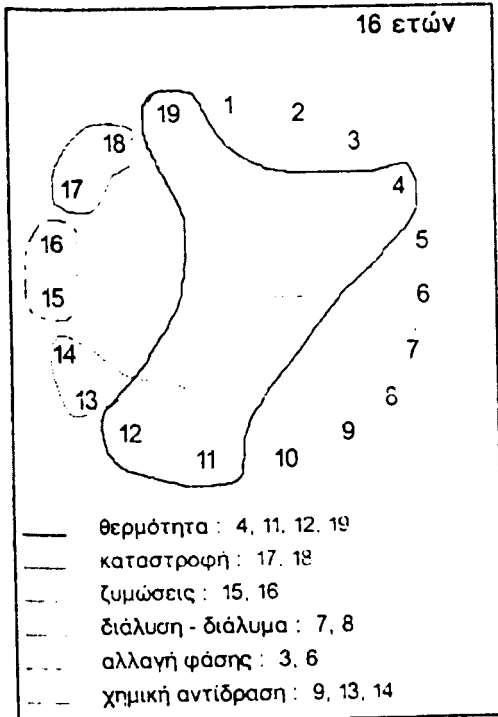 16 ετών
19 1 2
18 3
17 4
16 5
15 6
14 7
13 8
12 9
11 10
θερμότητα : 4, 11, 12, 19
καταστροφή : 17, 18
ζυμώσεις : 15, 16
διάλυση - διάλυμα : 7, 8
αλλαγή φάσης : 3, 6
χημική αντίδραση : 9, 13, 14